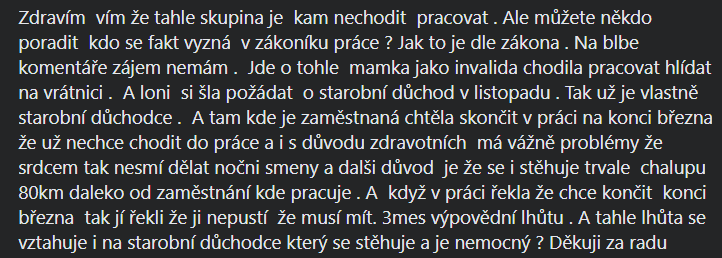 Zdravím  vím že tahle skupina je  kam nechodit  pracovat . Ale můžete někdo
poradit  kdo se fakt vyzná  v zákoníku práce ? Jak to je dle zákona . Na blbe
komentáře zájem nemám .  Jde o tohle  mamka jako invalida chodila pracovat hlídat
na vrátnici .  A loni  si šla požádat  o starobní důchod v listopadu . Tak už je vlastně
starobní důchodce .  A tam kde je zaměstnaná chtěla skončit v práci na konci března
že už nechce chodit do práce a i s důvodu zdravotních  má vážně problémy že
srdcem tak nesmí dělat nočni smeny a dalši důvod  je že se i stěhuje trvale  chalupu
80km daleko od zaměstnání kde pracuje . A  když v práci řekla že chce končit  konci
března  tak jí řekli že ji nepustí  že musí mít. 3mes výpovědní lhůtu . A tahle lhůta se
vztahuje i na starobní důchodce který se stěhuje a je nemocný ? Děkuji za radu